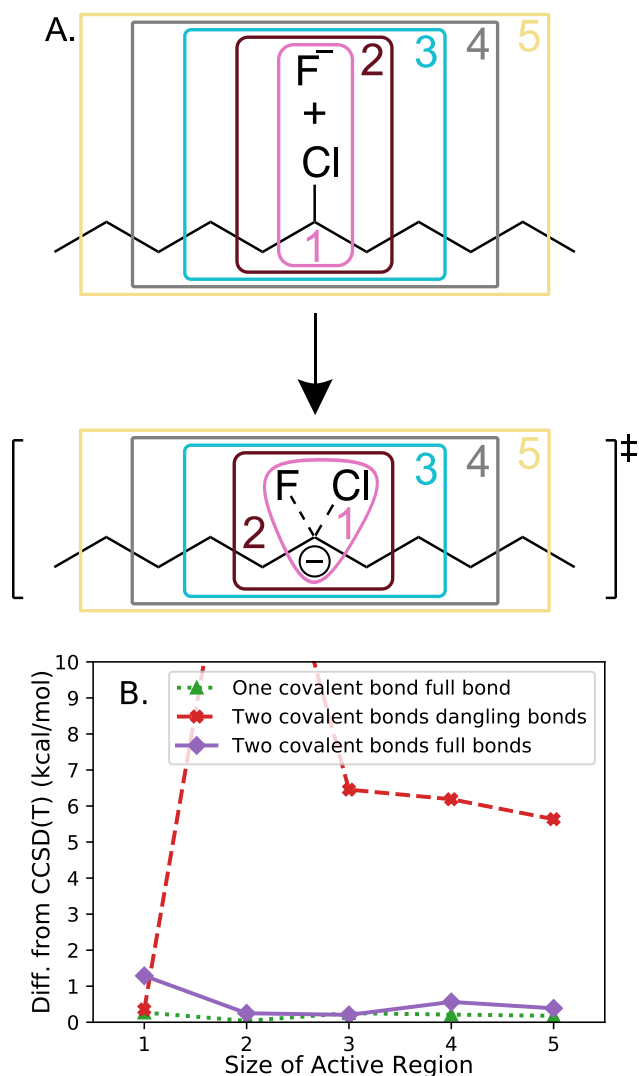 A.
5
4
3
2
F−
+
Cl
1
‡
5
4
3
F Cl
1
2
−
B.
One covalent bond full bond
Two covalent bonds dangling bonds
Two covalent bonds full bonds
Diff. from CCSD(T) (kcal/mol)
10
9
8
7
6
5
4
3
2
1
0
1 2 3 4 5
Size of Active Region